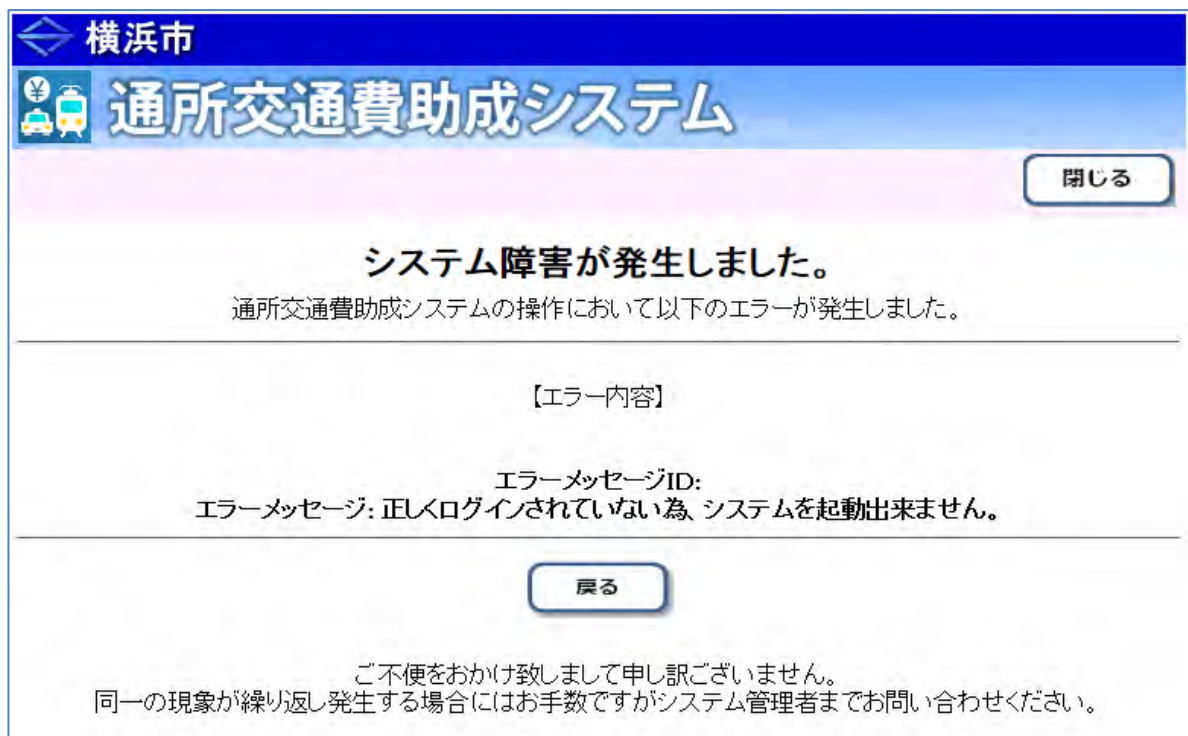 横浜市
¥
通所交通費助成システム
閉じる
システム障害が発生しました。
通所交通費助成システムの操作において以下のエラーが発生しました。
【エラー内容】
エラーメッセージID:
エラーメッセージ: 正しくログインされていない為、システムを起動出来ません。
戻る
ご不便をおかけ致しまして申し訳ございません。
同一の現象が繰り返し発生する場合にはお手数ですがシステム管理者までお問い合わせください。